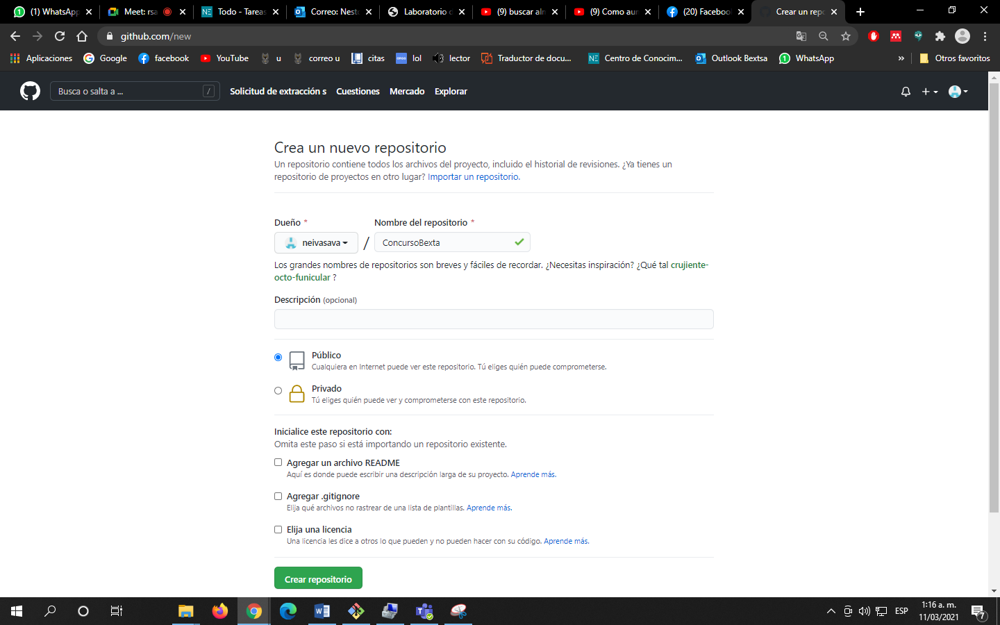 (1) WhatsApp
Meet: rsa
Todo - Tareas
Correo: Nest
Laboratorio
(9) buscar
(9) Como
(20) Facebook
Crear un
github.com/new
Aplicaciones
Google
facebook
YouTube
u
correo u
citas
lol
lector
Traductor de docu...
NE
Centro de Conocim...
Outlook Bextsa
WhatsApp
»
Otros favoritos
Busca o salta a ...
/
Solicitud de extracción s
Cuestiones
Mercado
Explorar
Crea un nuevo repositorio
Un repositorio contiene todos los archivos del proyecto, incluido el historial de revisiones. ¿Ya tienes un
repositorio de proyectos en otro lugar? Importar un repositorio.
Dueño *
Nombre del repositorio *
neivasava
/
ConcursoBexta
Los grandes nombres de repositorios son breves y fáciles de recordar. ¿Necesitas inspiración? ¿Qué tal crujiente-
octo-funicular ?
Descripción (opcional)
Público
Cualquiera en Internet puede ver este repositorio. Tú eliges quién puede comprometerse.
Privado
Tú eliges quién puede ver y comprometerse con este repositorio.
Inicialice este repositorio con:
Omita este paso si está importando un repositorio existente.
Agregar un archivo README
Aquí es donde puede escribir una descripción larga de su proyecto. Aprende más.
Agregar .gitignore
Elija qué archivos no rastrear de una lista de plantillas. Aprende más.
Elija una licencia
Una licencia les dice a otros lo que pueden y no pueden hacer con su código. Aprende más.
Crear repositorio
ESP
1:16 a. m.
11/03/2021
7